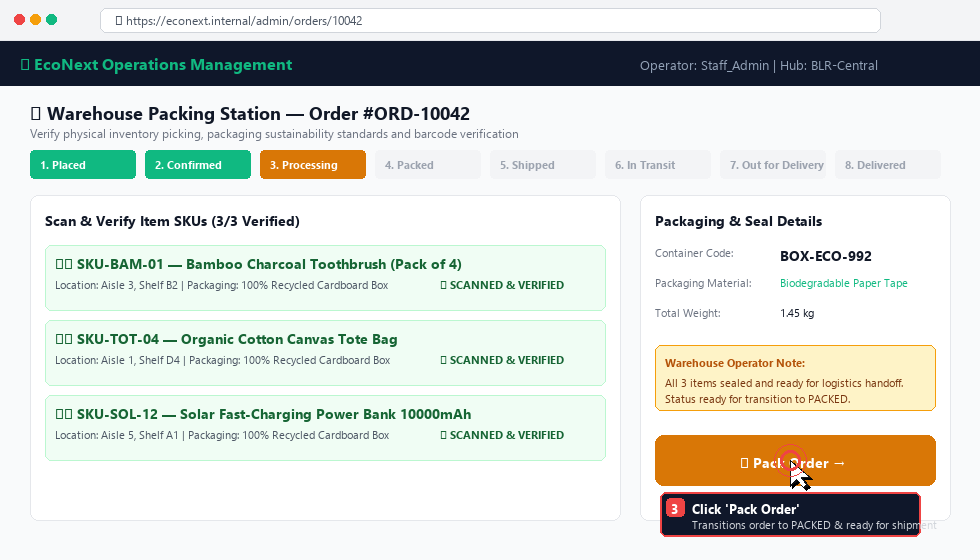 https://econext.internal/admin/orders/10042
EcoNext Operations Management
Operator: Staff_Admin | Hub: BLR-Central
Warehouse Packing Station — Order #ORD-10042
Verify physical inventory picking, packaging sustainability standards and barcode verification
1. Placed
2. Confirmed
3. Processing
4. Packed
5. Shipped
6. In Transit
7. Out for Delivery
8. Delivered
Scan & Verify Item SKUs (3/3 Verified)
SKU-BAM-01 — Bamboo Charcoal Toothbrush (Pack of 4)
Location: Aisle 3, Shelf B2 | Packaging: 100% Recycled Cardboard Box
SCANNED & VERIFIED
SKU-TOT-04 — Organic Cotton Canvas Tote Bag
Location: Aisle 1, Shelf D4 | Packaging: 100% Recycled Cardboard Box
SCANNED & VERIFIED
SKU-SOL-12 — Solar Fast-Charging Power Bank 10000mAh
Location: Aisle 5, Shelf A1 | Packaging: 100% Recycled Cardboard Box
SCANNED & VERIFIED
Packaging & Seal Details
Container Code: BOX-ECO-992
Packaging Material: Biodegradable Paper Tape
Total Weight: 1.45 kg
Warehouse Operator Note:
All 3 items sealed and ready for logistics handoff.
Status ready for transition to PACKED.
Pack Order →
3 Click 'Pack Order'
Transitions order to PACKED & ready for shipment